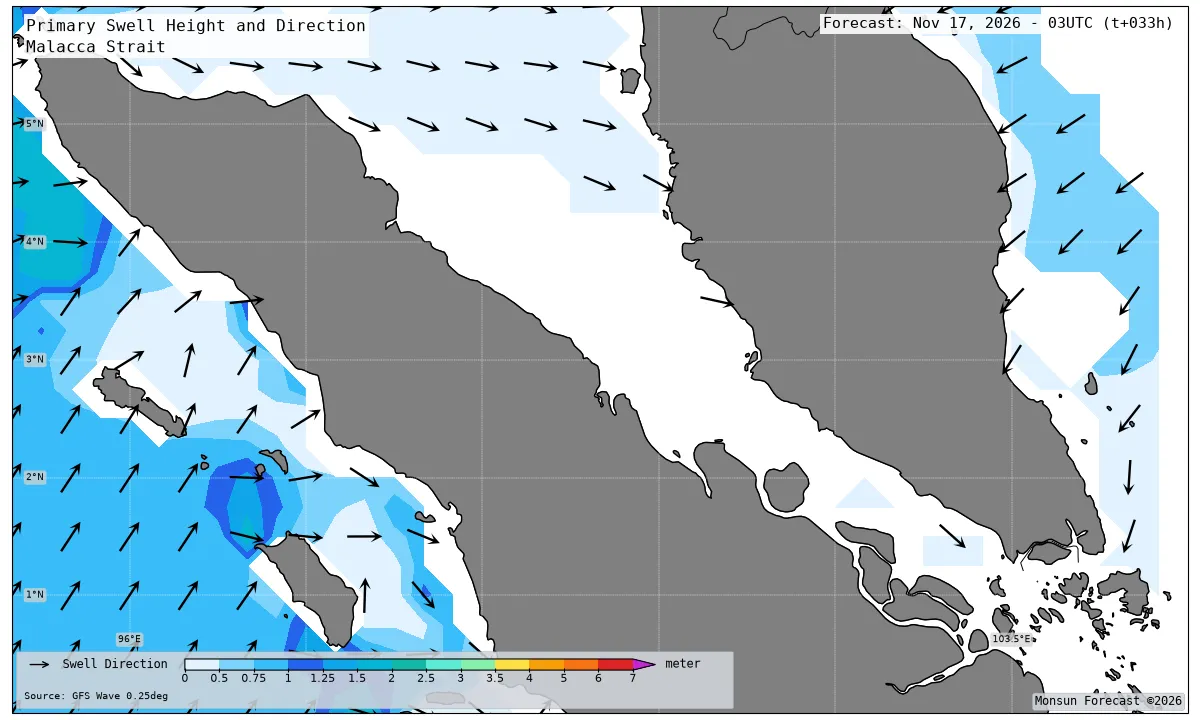 Primary Swell Height and Direction
Malacca Strait
Forecast: Nov 17, 2026 - 03UTC (t+033h)
5°N
4°N
3°N
2°N
1°N
96°E
103.5°E
Swell Direction
meter
0 0.5 0.75 1 1.25 1.5 2 2.5 3 3.5 4 5 6 7
Source: GFS Wave 0.25deg
Monsun Forecast ©2026